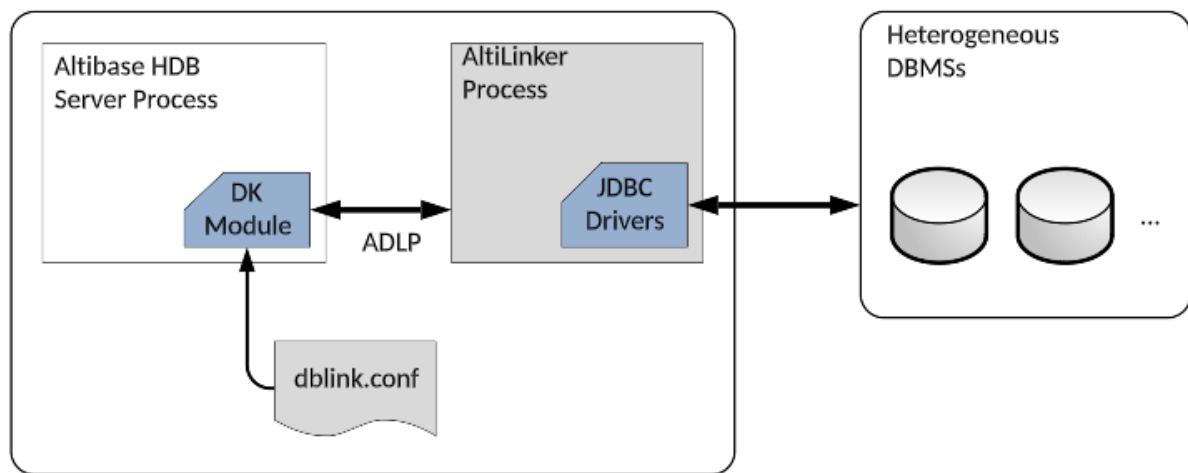 Altibase HDB
Server Process
DK
Module
ADLP
AltiLinker
Process
JDBC
Drivers
dblink.conf
Heterogeneous
DBMSs
...